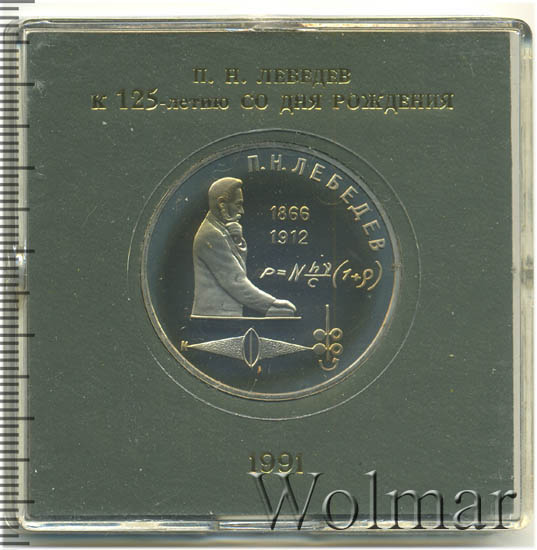 П. Н. ЛЕБЕДЕВ
К 125-летию СО ДНЯ РОЖДЕНИЯ
П.Н.ЛЕБЕДЕВ
1866
1912
P=N hν/c (1+ρ)
К
Л
1991
Wolmar